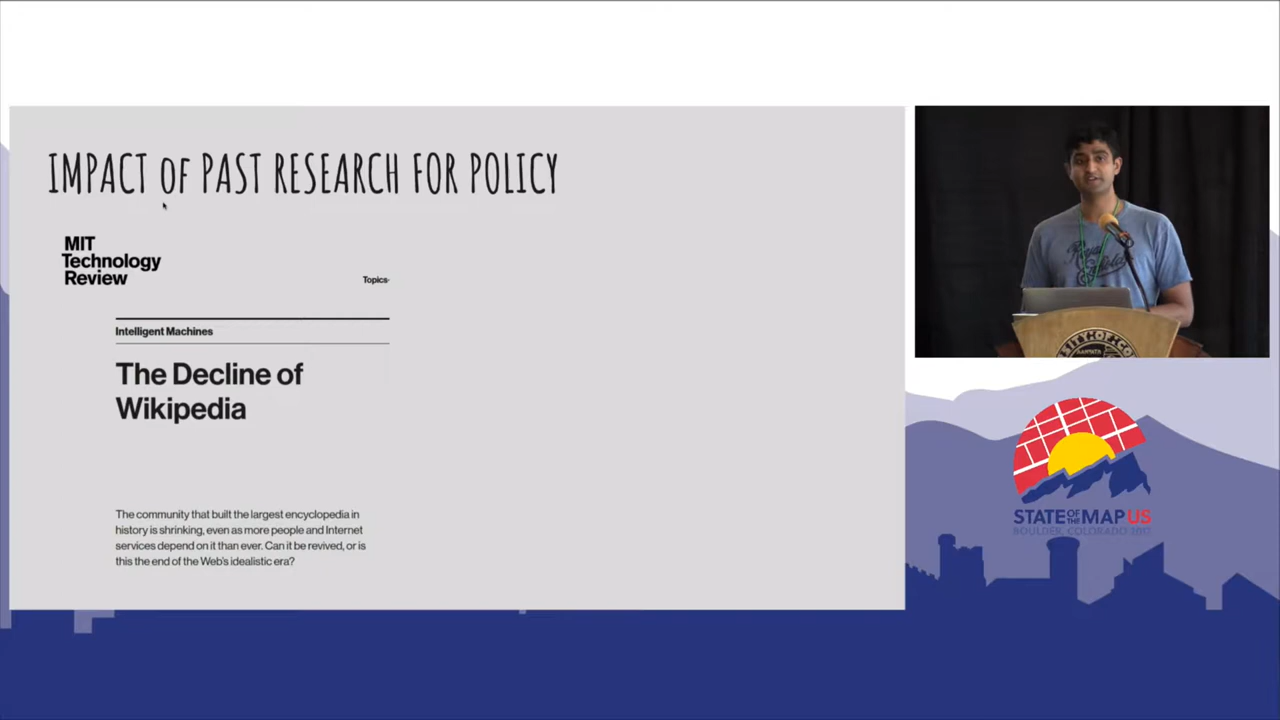 IMPACT of PAST RESEARCH FOR POLICY
MIT
Technology
Review
Topics
Intelligent Machines
The Decline of
Wikipedia
The community that built the largest encyclopedia in
history is shrinking, even as more people and Internet
services depend on it than ever. Can it be revived, or is
this the end of the Web's idealistic era?
STATE OF THE MAP US
BOULDER, COLORADO 2017